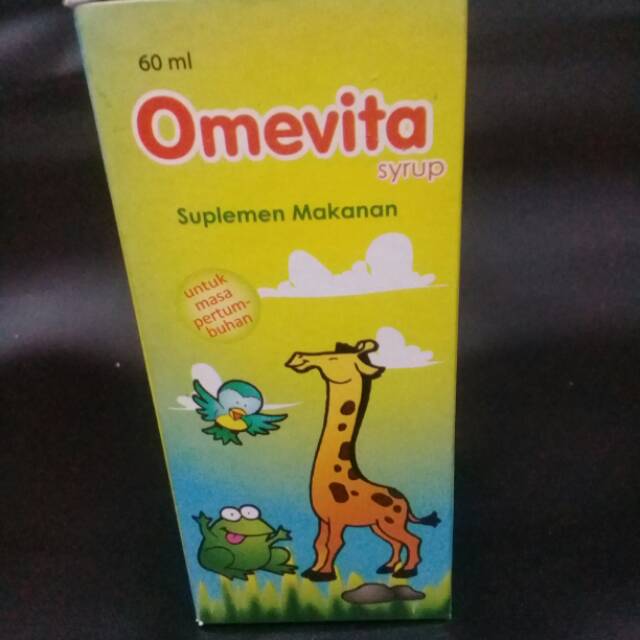 60 ml
Omevita
syrup
Suplemen Makanan
untuk
masa
pertum-
buhan